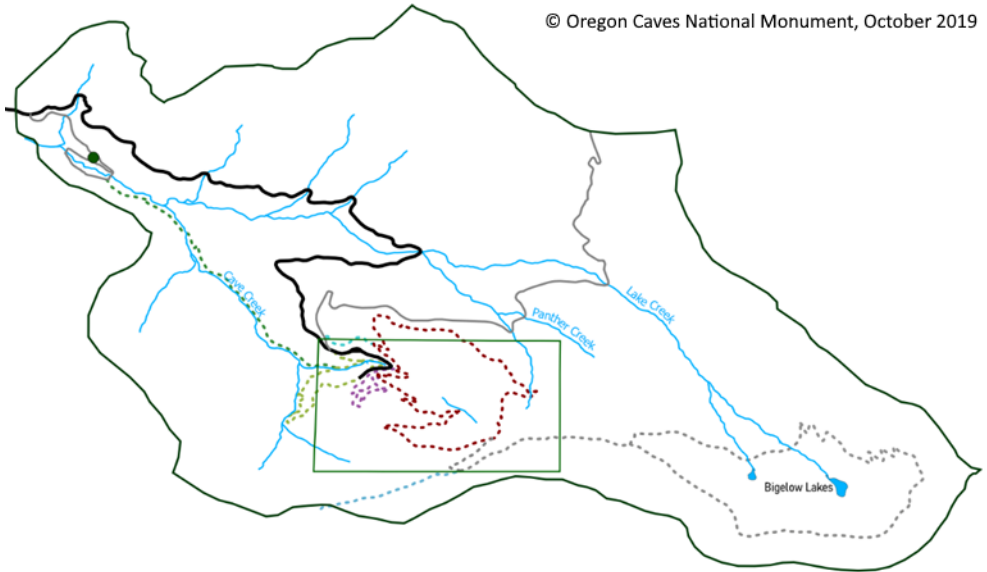 © Oregon Caves National Monument, October 2019
Cave Creek
Lake Creek
Panther Creek
Bigelow Lakes